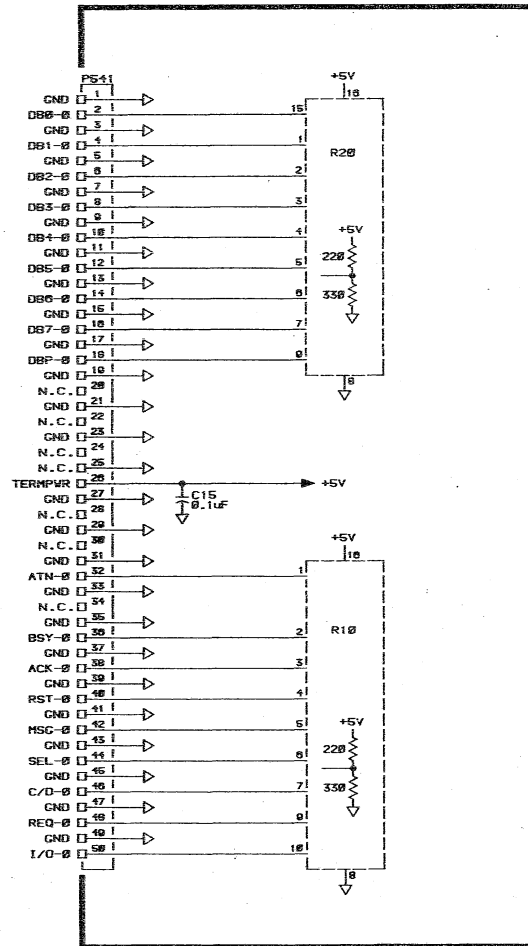 P541
GND 1
DB0-0 2 15
GND 3
DB1-0 4 1
GND 5
DB2-0 6 2
GND 7
DB3-0 8 3
GND 9
DB4-0 10 4
GND 11
DB5-0 12 5
GND 13
DB6-0 14 6
GND 15
DB7-0 16 7
GND 17
DBP-0 18 9
GND 19
N.C. 20
GND 21
N.C. 22
GND 23
N.C. 24
N.C. 25
TERMPWR 26 +5V
GND 27
N.C. 28
GND 29
N.C. 30
GND 31
ATN-0 32 1
GND 33
N.C. 34
GND 35
BSY-0 36 2
GND 37
ACK-0 38 3
GND 39
RST-0 40 4
GND 41
MSG-0 42 5
GND 43
SEL-0 44 6
GND 45
C/D-0 46 7
GND 47
REQ-0 48 9
GND 49
I/O-0 50 10
+5V
16
R20
+5V
220
330
8
C15
0.1uF
+5V
16
R10
+5V
220
330
8